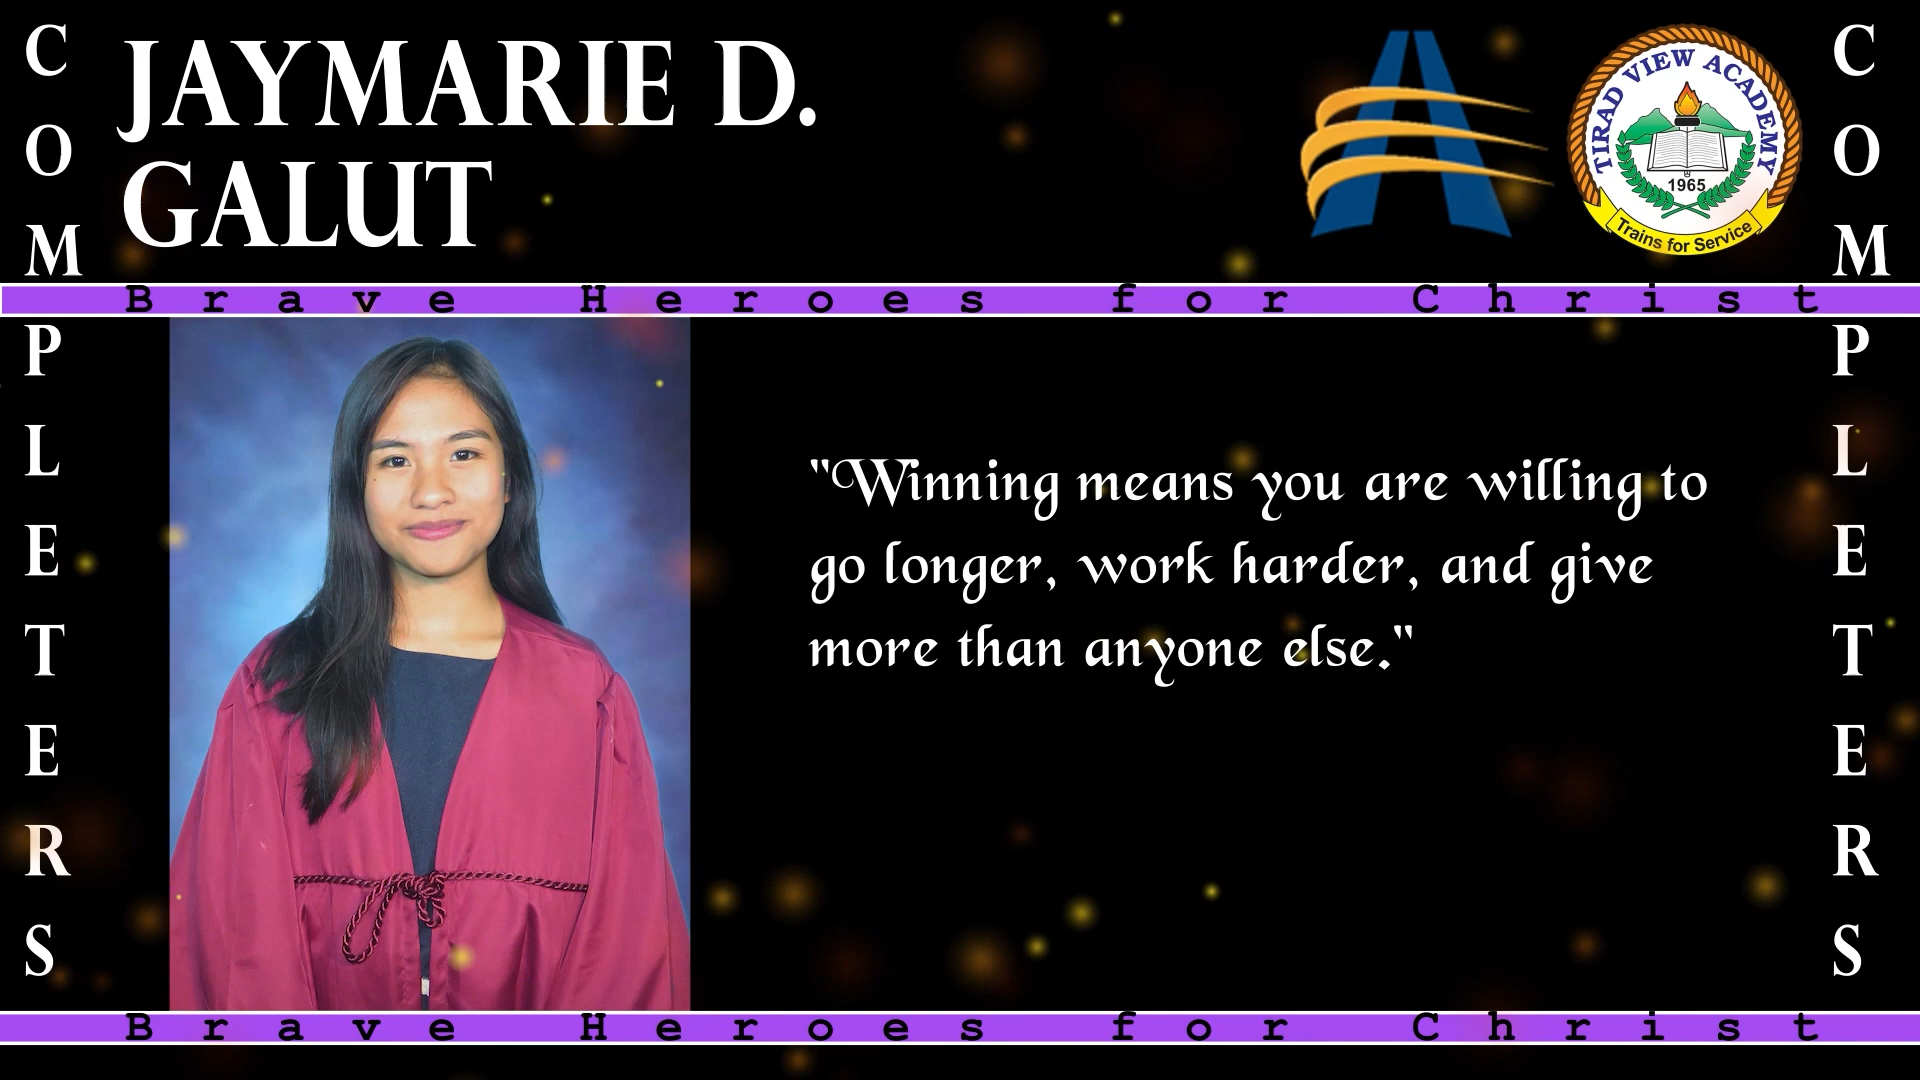 JAYMARIE D.
GALUT
TIRAD VIEW ACADEMY
1965
Trains for Service
Brave Heroes for Christ
COMPLETERS
"Winning means you are willing to
go longer, work harder, and give
more than anyone else."
COMPLETERS
Brave Heroes for Christ